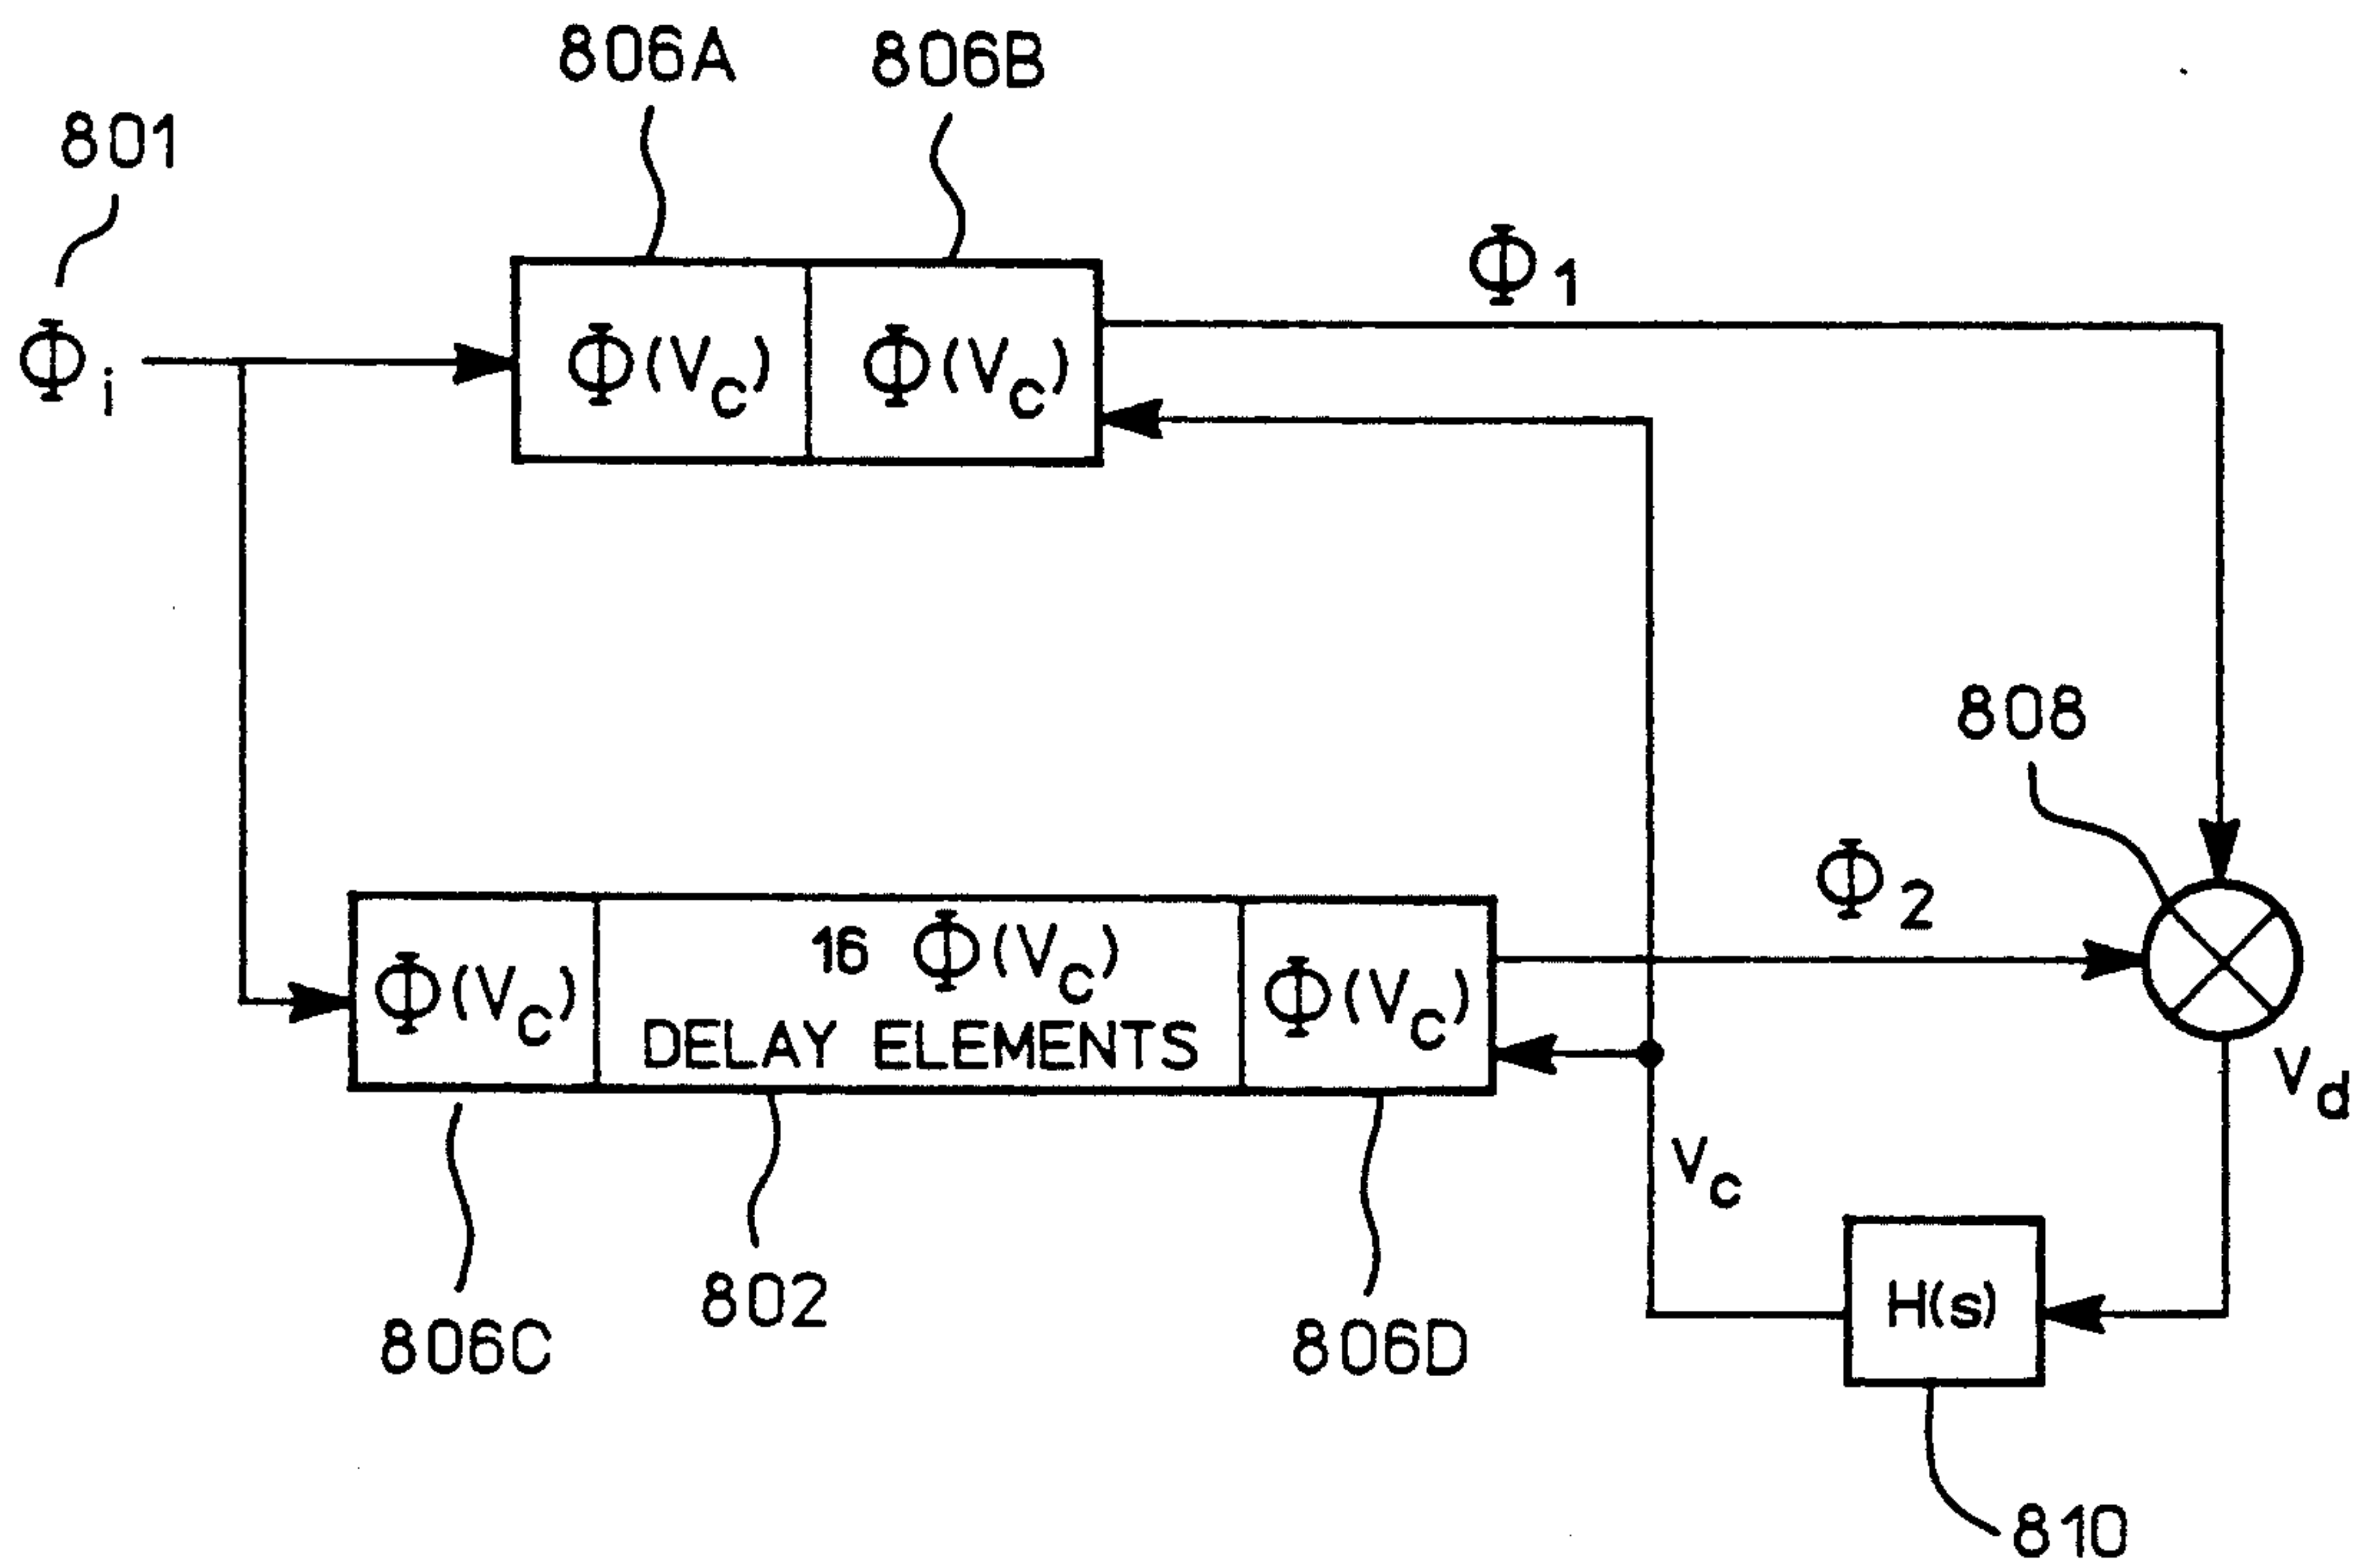 806A
806B
801
Φ1
Φi
Φ(Vc)
Φ(Vc)
808
Φ2
Φ(Vc)
16 Φ(Vc)
DELAY ELEMENTS
Φ(Vc)
Vd
Vc
H(s)
802
806C
806D
810